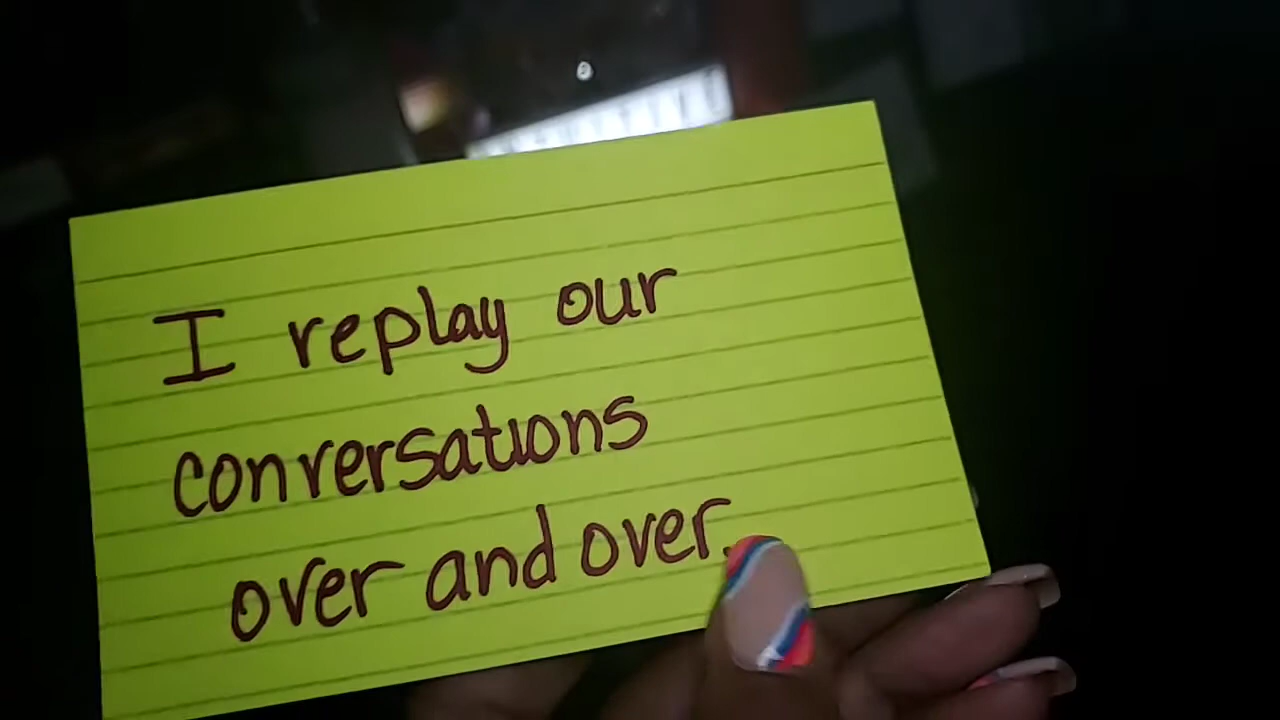 I replay our
conversations
over and over.